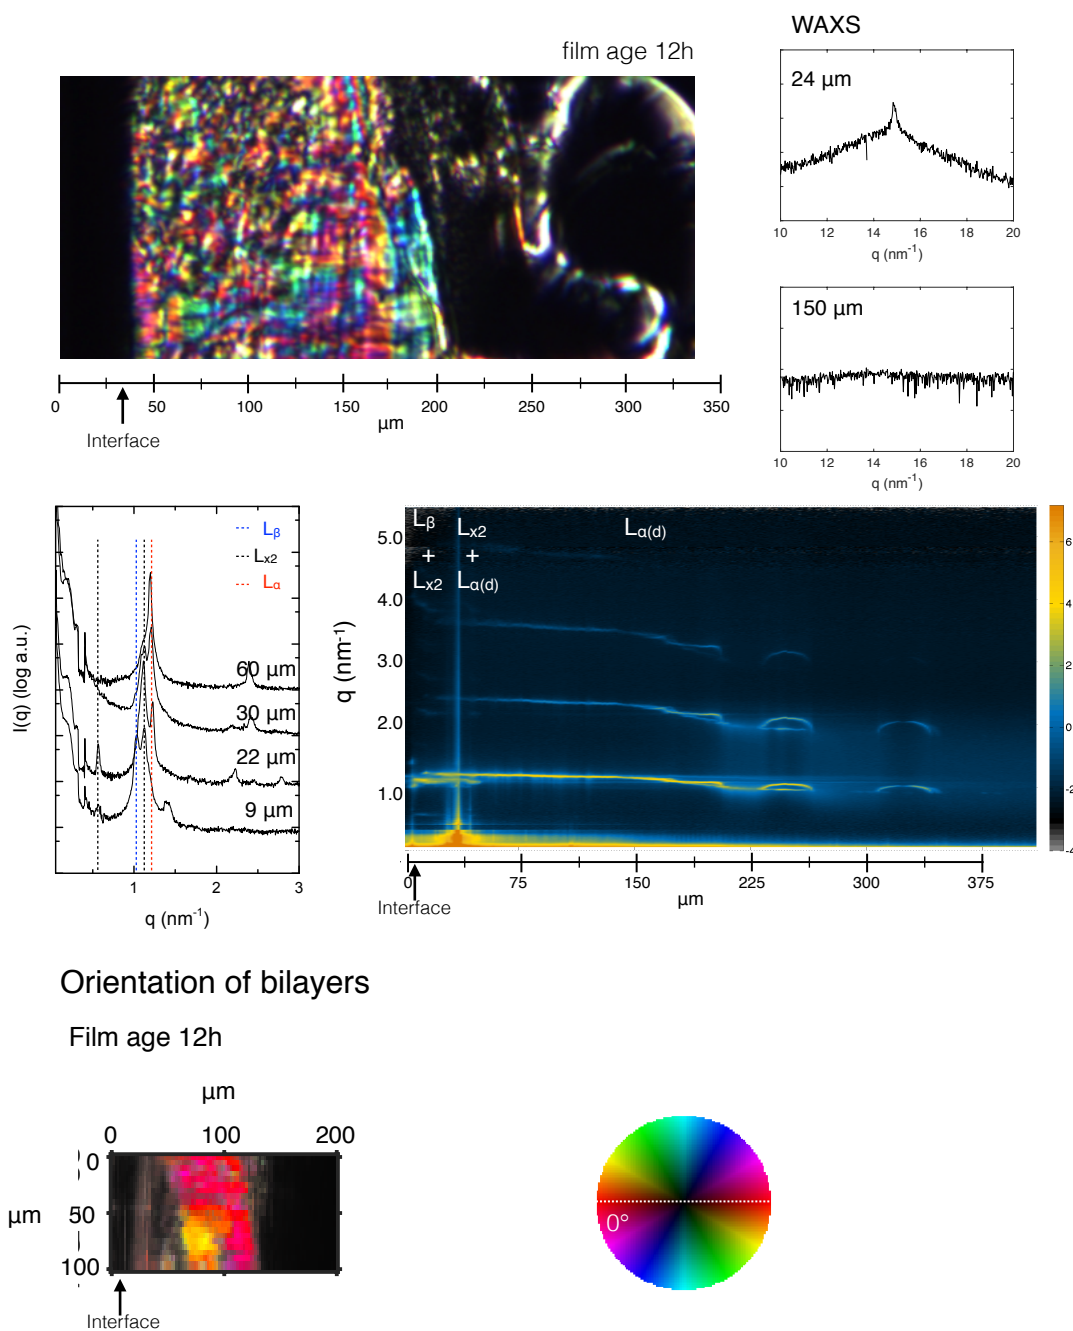 WAXS
film age 12h
24 μm
10 12 14 16 18 20
q (nm⁻¹)
150 μm
10 12 14 16 18 20
q (nm⁻¹)
0 50 100 150 200 250 300 350
μm
Interface
Lβ
Lx2
Lα
60 μm
30 μm
22 μm
9 μm
I(q) (log a.u.)
1 2 3
q (nm⁻¹)
Lβ + Lx2
Lx2 + Lα(d)
Lα(d)
5.0
4.0
3.0
2.0
1.0
q (nm⁻¹)
6
4
2
0
-2
-4
0 75 150 225 300 375
μm
Interface
Orientation of bilayers
Film age 12h
μm
0 100 200
0
50
100
μm
Interface
0°